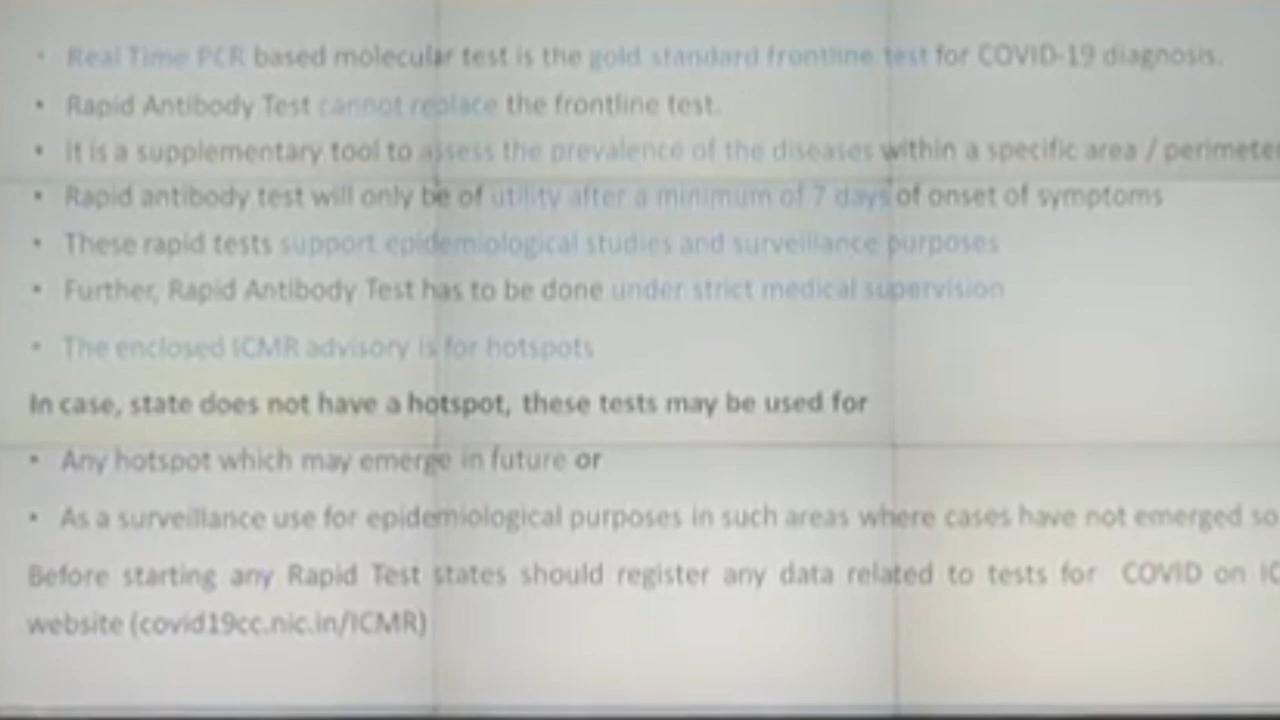 • Real Time PCR based molecular test is the gold standard frontline test for COVID-19 diagnosis.
• Rapid Antibody Test cannot replace the frontline test.
• It is a supplementary tool to assess the prevalence of the diseases within a specific area / perimeter
• Rapid antibody test will only be of utility after a minimum of 7 days of onset of symptoms
• These rapid tests support epidemiological studies and surveillance purposes
• Further, Rapid Antibody Test has to be done under strict medical supervision
• The enclosed ICMR advisory is for hotspots
In case, state does not have a hotspot, these tests may be used for
• Any hotspot which may emerge in future or
• As a surveillance use for epidemiological purposes in such areas where cases have not emerged so
Before starting any Rapid Test states should register any data related to tests for COVID on IC
website (covid19cc.nic.in/ICMR)